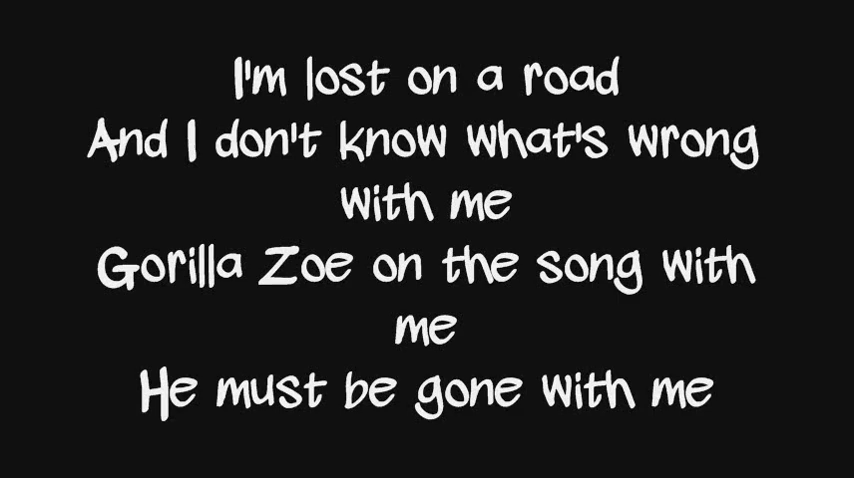 I'm lost on a road
And I don't know what's wrong
with me
Gorilla Zoe on the song with
me
He must be gone with me